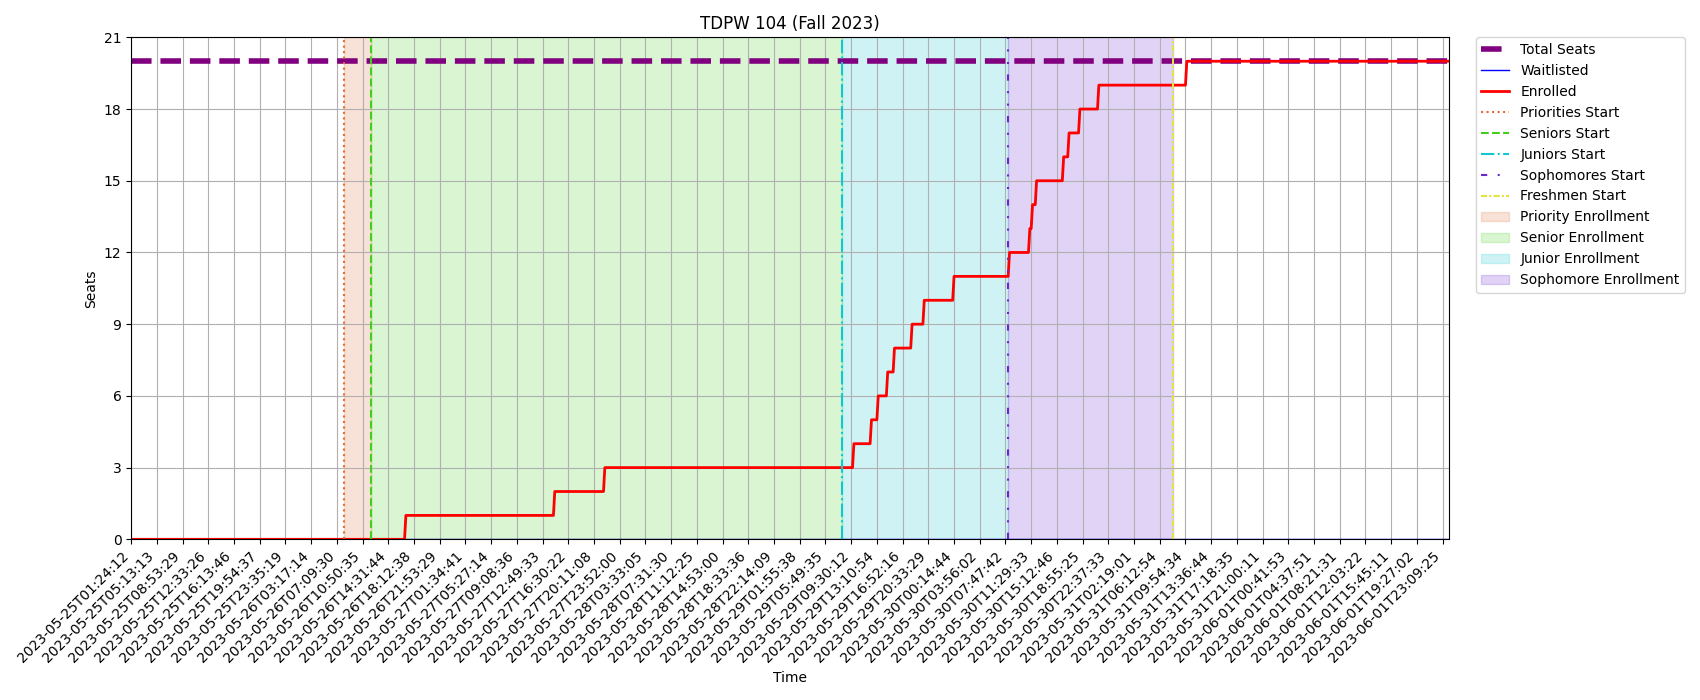 TDPW 104 (Fall 2023)
21
18
15
12
9
6
3
0
Seats
2023-05-25T01:24:12
2023-05-25T05:13:13
2023-05-25T08:53:29
2023-05-25T12:33:26
2023-05-25T16:13:46
2023-05-25T19:54:37
2023-05-25T23:35:19
2023-05-26T03:17:14
2023-05-26T07:09:30
2023-05-26T10:50:35
2023-05-26T14:31:44
2023-05-26T18:12:38
2023-05-26T21:53:29
2023-05-27T01:34:41
2023-05-27T05:27:14
2023-05-27T09:08:36
2023-05-27T12:49:33
2023-05-27T16:30:22
2023-05-27T20:11:08
2023-05-27T23:52:00
2023-05-28T03:33:05
2023-05-28T07:31:30
2023-05-28T11:12:25
2023-05-28T14:53:00
2023-05-28T18:33:36
2023-05-28T22:14:09
2023-05-29T01:55:38
2023-05-29T05:49:35
2023-05-29T09:30:12
2023-05-29T13:10:54
2023-05-29T16:52:16
2023-05-29T20:33:29
2023-05-30T00:14:44
2023-05-30T03:56:02
2023-05-30T07:47:42
2023-05-30T11:29:33
2023-05-30T15:12:46
2023-05-30T18:55:25
2023-05-30T22:37:33
2023-05-31T02:19:01
2023-05-31T06:12:54
2023-05-31T09:54:34
2023-05-31T13:36:44
2023-05-31T17:18:35
2023-05-31T21:00:11
2023-06-01T00:41:53
2023-06-01T04:37:51
2023-06-01T08:21:31
2023-06-01T12:03:22
2023-06-01T15:45:11
2023-06-01T19:27:02
2023-06-01T23:09:25
Time
Total Seats
Waitlisted
Enrolled
Priorities Start
Seniors Start
Juniors Start
Sophomores Start
Freshmen Start
Priority Enrollment
Senior Enrollment
Junior Enrollment
Sophomore Enrollment